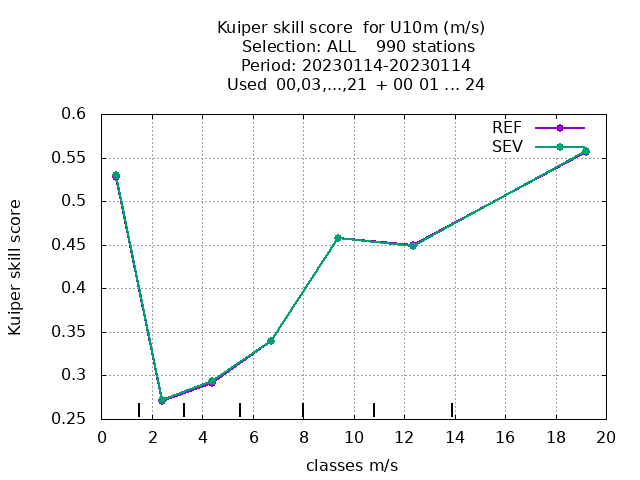 Kuiper skill score  for U10m (m/s)
Selection: ALL    990 stations
Period: 20230114-20230114
Used  00,03,...,21  + 00 01 ... 24
REF
SEV
0.6
0.55
0.5
0.45
0.4
0.35
0.3
0.25
Kuiper skill score
0 2 4 6 8 10 12 14 16 18 20
classes m/s